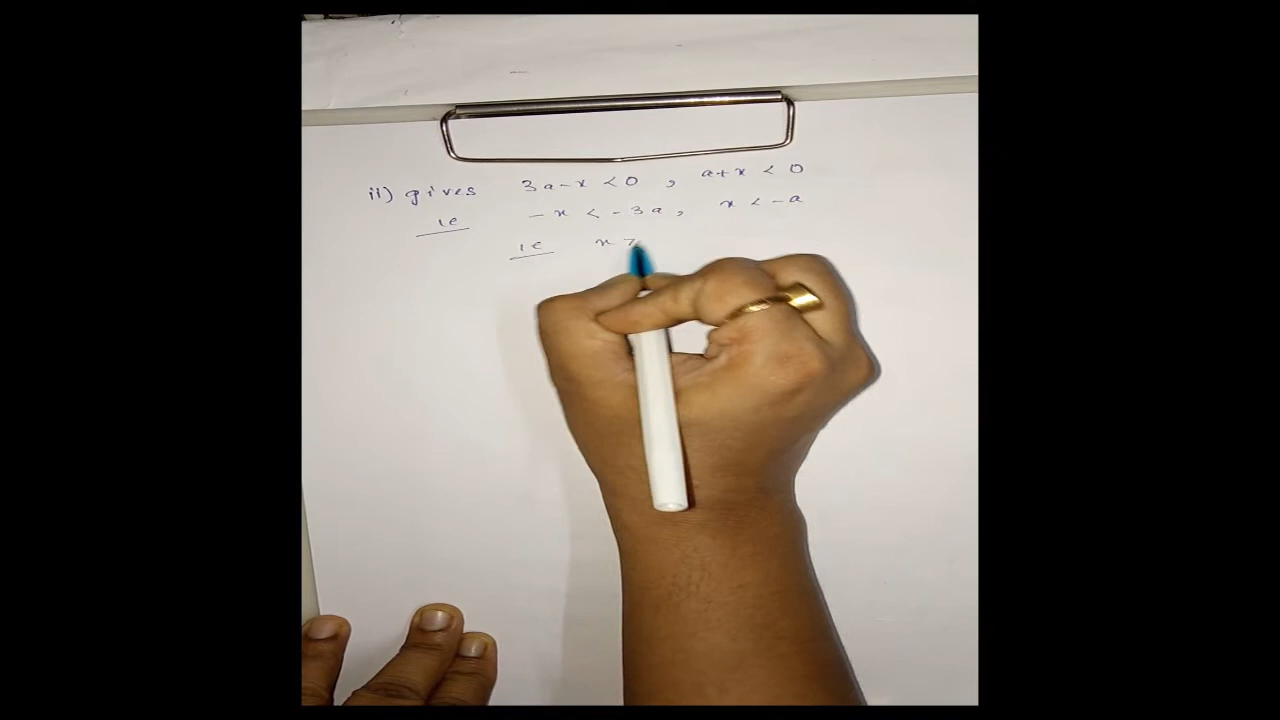 ii) gives 3a-x<0, a+x<0
ie -x<-3a, x<-a
ie x>